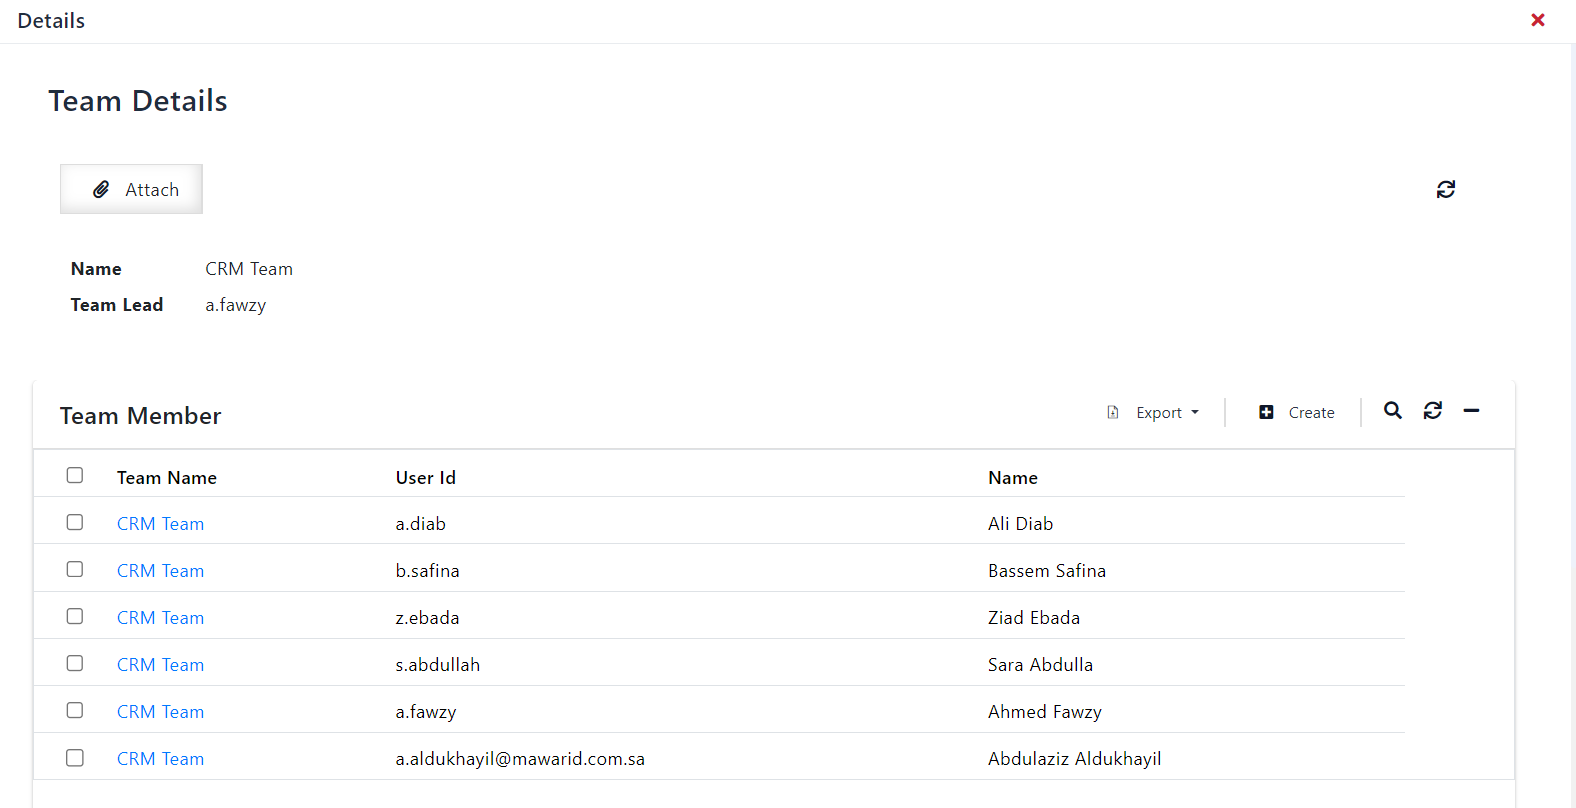 Details
Team Details
Attach
Name CRM Team
Team Lead a.fawzy
Team Member Export Create
Team Name User Id Name
CRM Team a.diab Ali Diab
CRM Team b.safina Bassem Safina
CRM Team z.ebada Ziad Ebada
CRM Team s.abdullah Sara Abdulla
CRM Team a.fawzy Ahmed Fawzy
CRM Team a.aldukhayil@mawarid.com.sa Abdulaziz Aldukhayil